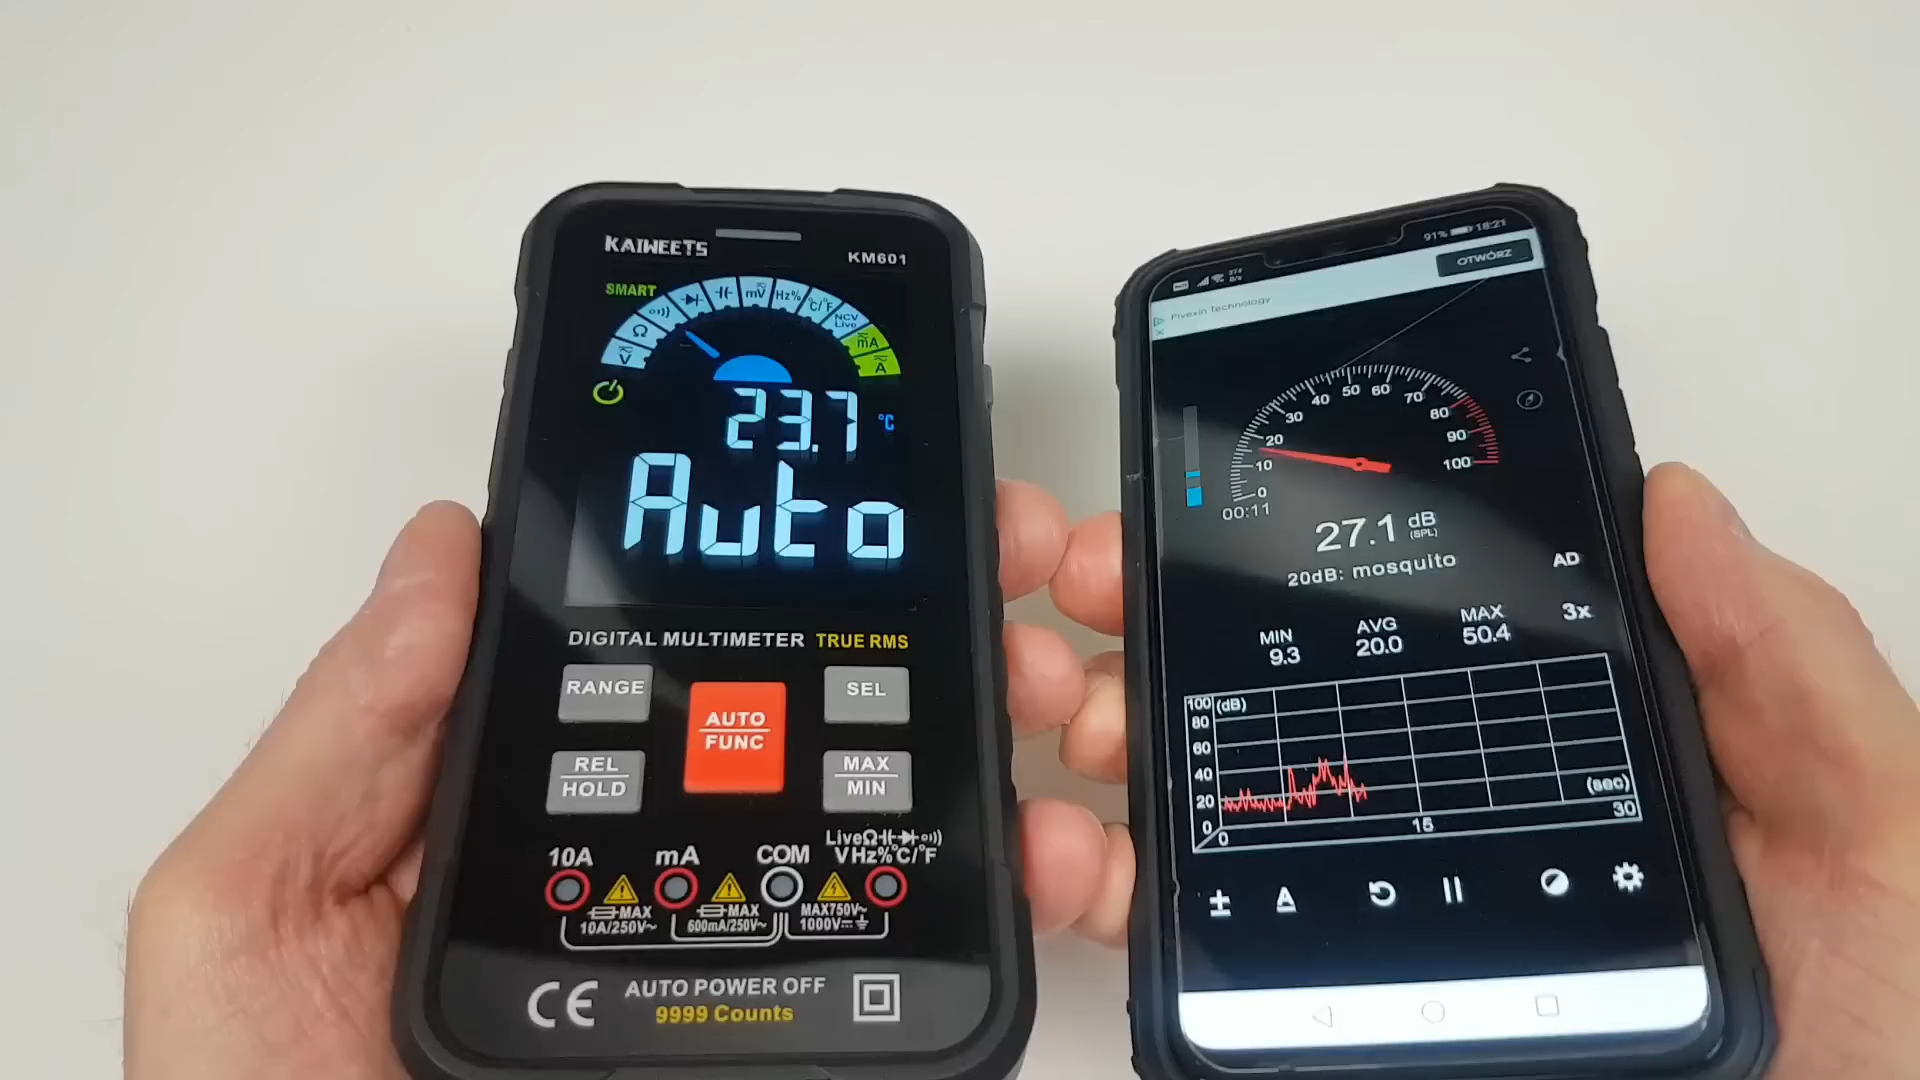 KAIWEETS
KM601
SMART
V Ω mV Hz% °C/°F NCV Live mA A
23.7 °C
Auto
DIGITAL MULTIMETER TRUE RMS
RANGE
AUTO
FUNC
SEL
REL
HOLD
MAX
MIN
10A
mA
COM
LiveΩ
VHz%°C/°F
MAX
10A/250V~
MAX
600mA/250V~
MAX750V~
1000V
CE
AUTO POWER OFF
9999 Counts
91% 18:21
OTWÓRZ
Pivexin Technology
0 10 20 30 40 50 60 70 80 90 100
00:11
27.1 dB
(SPL)
20dB: mosquito
AD
MIN
9.3
AVG
20.0
MAX
50.4
3x
100 (dB)
80
60
40
20
0
(sec)
0 15 30
± A